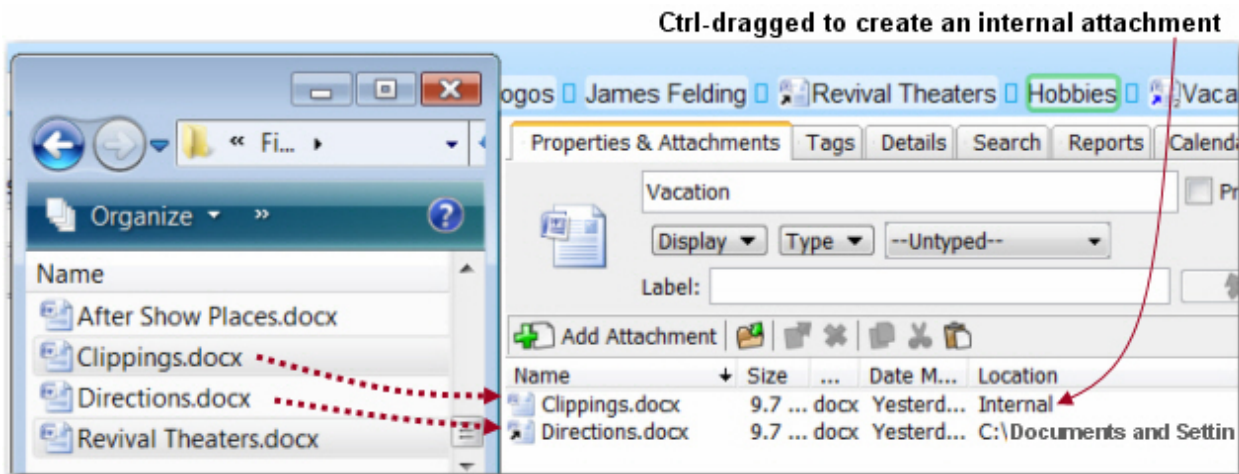 Ctrl-dragged to create an internal attachment
ogos James Felding Revival Theaters Hobbies Vaca
« Fi...
Properties & Attachments Tags Details Search Reports Calenda
Vacation
Pr
Organize »
Display Type --Untyped--
Label:
Name
After Show Places.docx
Clippings.docx
Directions.docx
Revival Theaters.docx
Add Attachment
Name Size ... Date M... Location
Clippings.docx 9.7 ... docx Yesterd... Internal
Directions.docx 9.7 ... docx Yesterd... C:\Documents and Settin